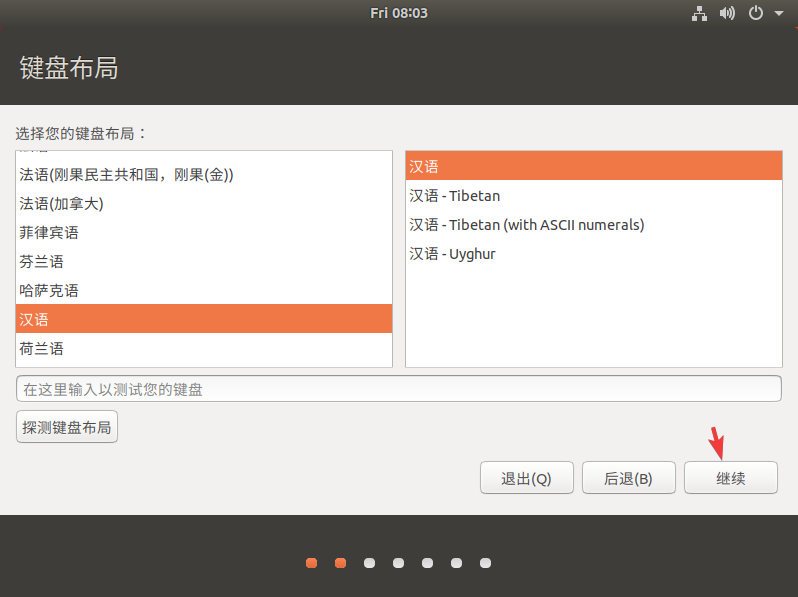 Fri 08:03
键盘布局
选择您的键盘布局：
法语(刚果民主共和国，刚果(金))
法语(加拿大)
菲律宾语
芬兰语
哈萨克语
汉语
荷兰语
汉语
汉语 - Tibetan
汉语 - Tibetan (with ASCII numerals)
汉语 - Uyghur
在这里输入以测试您的键盘
探测键盘布局
退出(Q)
后退(B)
继续